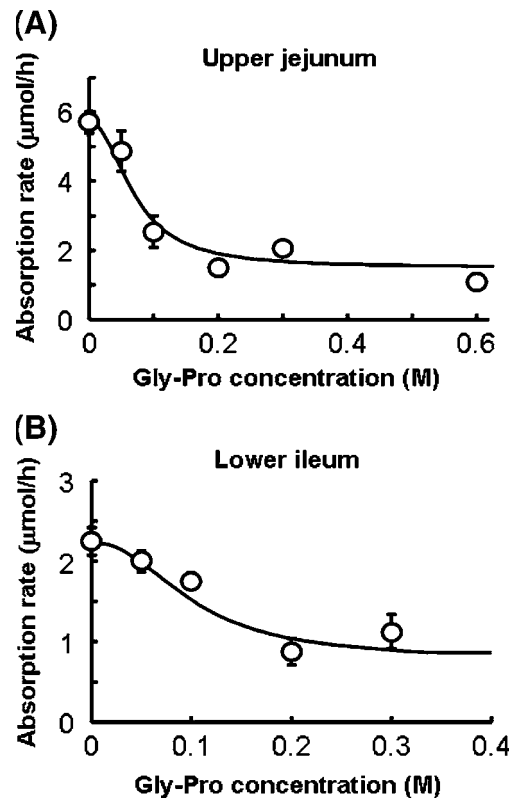 (A)
Upper jejunum
Absorption rate (μmol/h)
6
4
2
0
0 0.2 0.4 0.6
Gly-Pro concentration (M)
(B)
Lower ileum
Absorption rate (μmol/h)
3
2
1
0
0 0.1 0.2 0.3 0.4
Gly-Pro concentration (M)